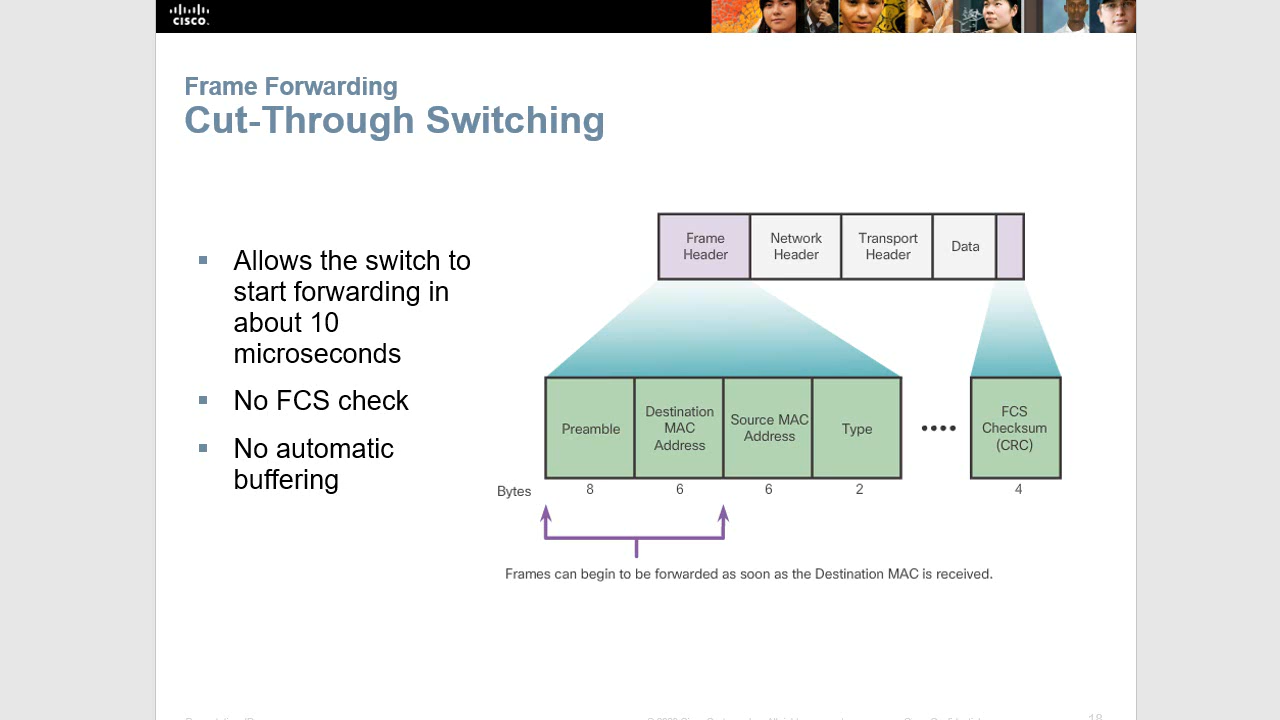 CISCO.
Frame Forwarding
Cut-Through Switching
Allows the switch to
start forwarding in
about 10
microseconds
No FCS check
No automatic
buffering
Frame
Header
Network
Header
Transport
Header
Data
Preamble
Destination
MAC
Address
Source MAC
Address
Type
••••
FCS
Checksum
(CRC)
Bytes
8
6
6
2
4
Frames can begin to be forwarded as soon as the Destination MAC is received.
18